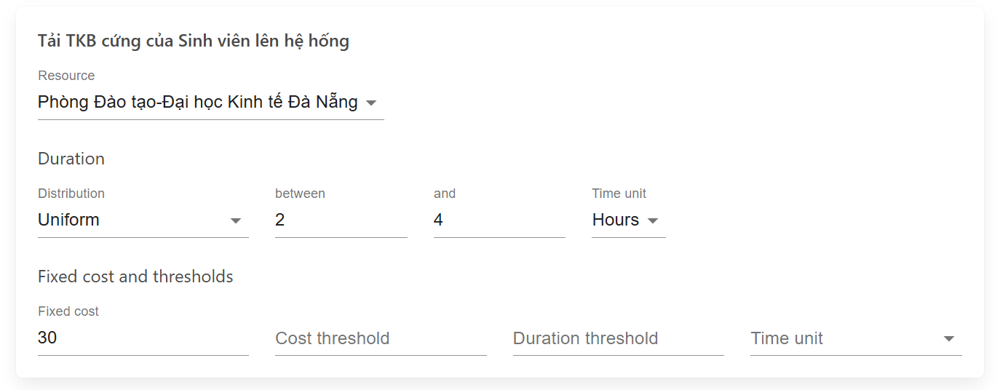 Tải TKB cứng của Sinh viên lên hệ hống
Resource
Phòng Đào tạo-Đại học Kinh tế Đà Nẵng
Duration
Distribution between and Time unit
Uniform 2 4 Hours
Fixed cost and thresholds
Fixed cost
30 Cost threshold Duration threshold Time unit